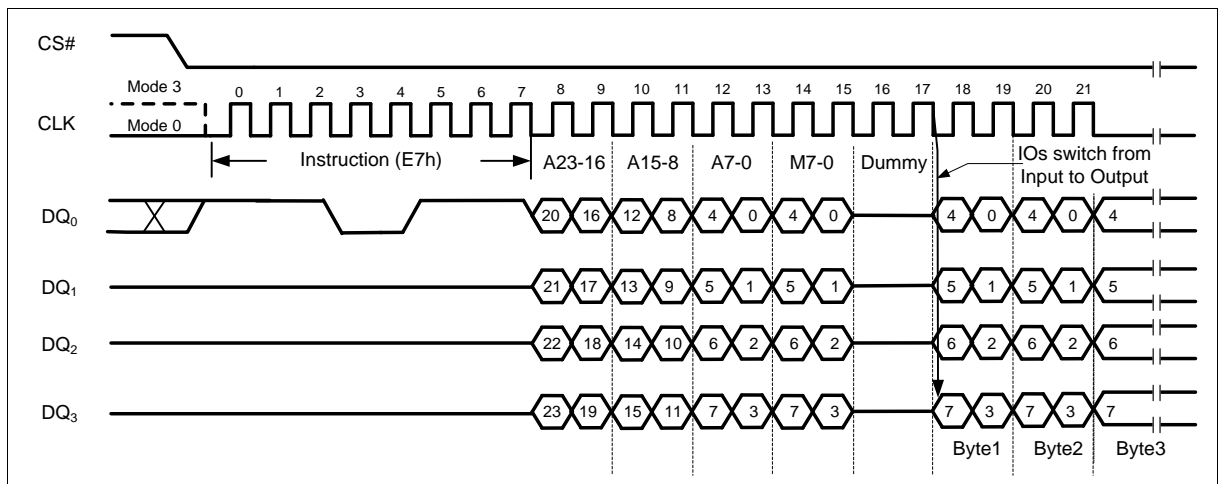 CS#
Mode 3
0 1 2 3 4 5 6 7 8 9 10 11 12 13 14 15 16 17 18 19 20 21
CLK
Mode 0
Instruction (E7h)
A23-16 A15-8 A7-0 M7-0 Dummy
IOs switch from
Input to Output
DQ0 20 16 12 8 4 0 4 0 4 0 4 0 4
DQ1 21 17 13 9 5 1 5 1 5 1 5 1 5
DQ2 22 18 14 10 6 2 6 2 6 2 6 2 6
DQ3 23 19 15 11 7 3 7 3 7 3 7 3 7
Byte1 Byte2 Byte3